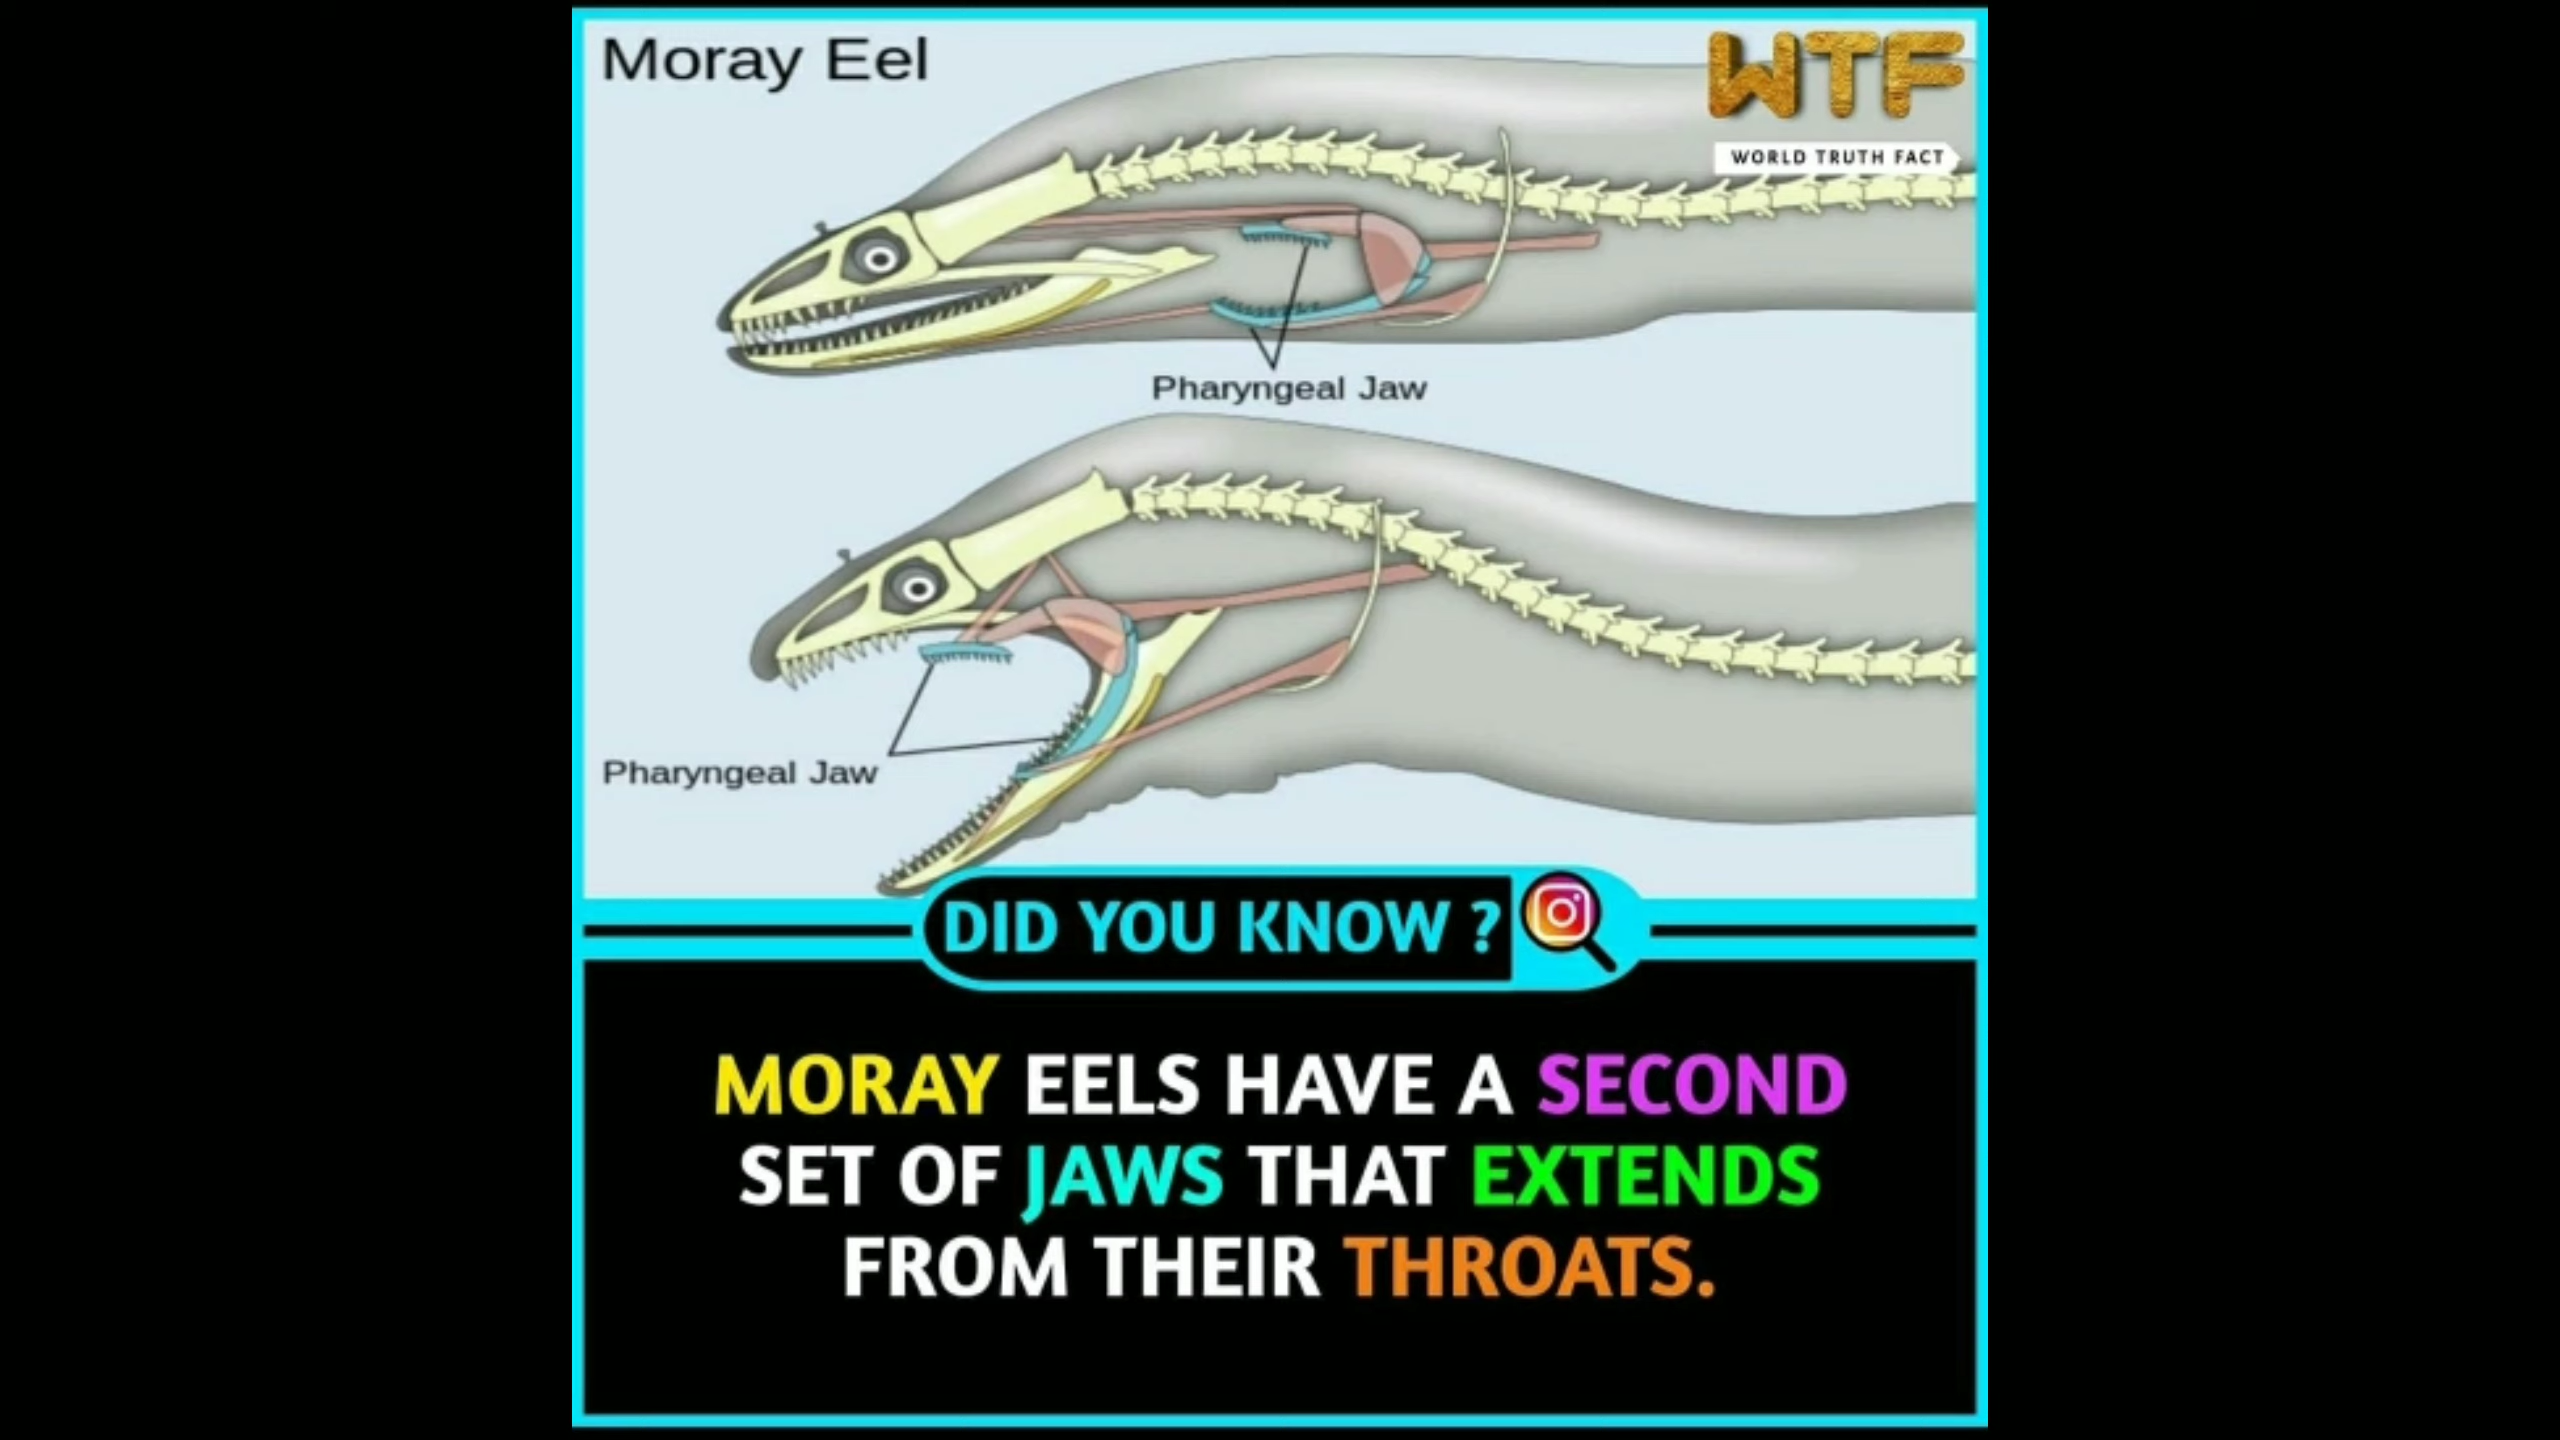 Moray Eel
WTF
WORLD TRUTH FACT
Pharyngeal Jaw
Pharyngeal Jaw
DID YOU KNOW ?
MORAY EELS HAVE A SECOND
SET OF JAWS THAT EXTENDS
FROM THEIR THROATS.